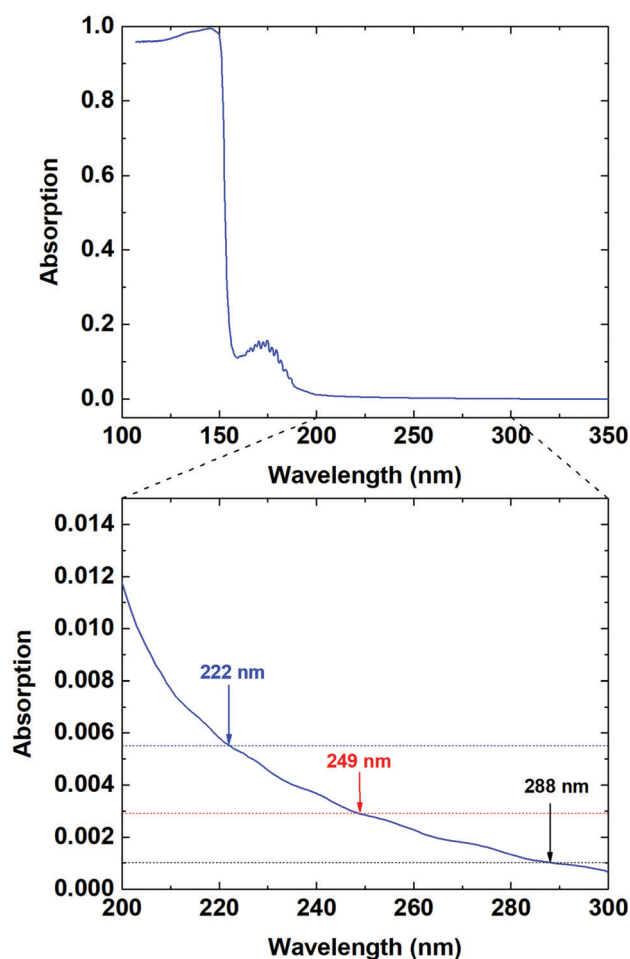 1.0
0.8
0.6
0.4
0.2
0.0
Absorption
100 150 200 250 300 350
Wavelength (nm)
0.014
0.012
0.010
0.008
0.006
0.004
0.002
0.000
Absorption
222 nm
249 nm
288 nm
200 220 240 260 280 300
Wavelength (nm)